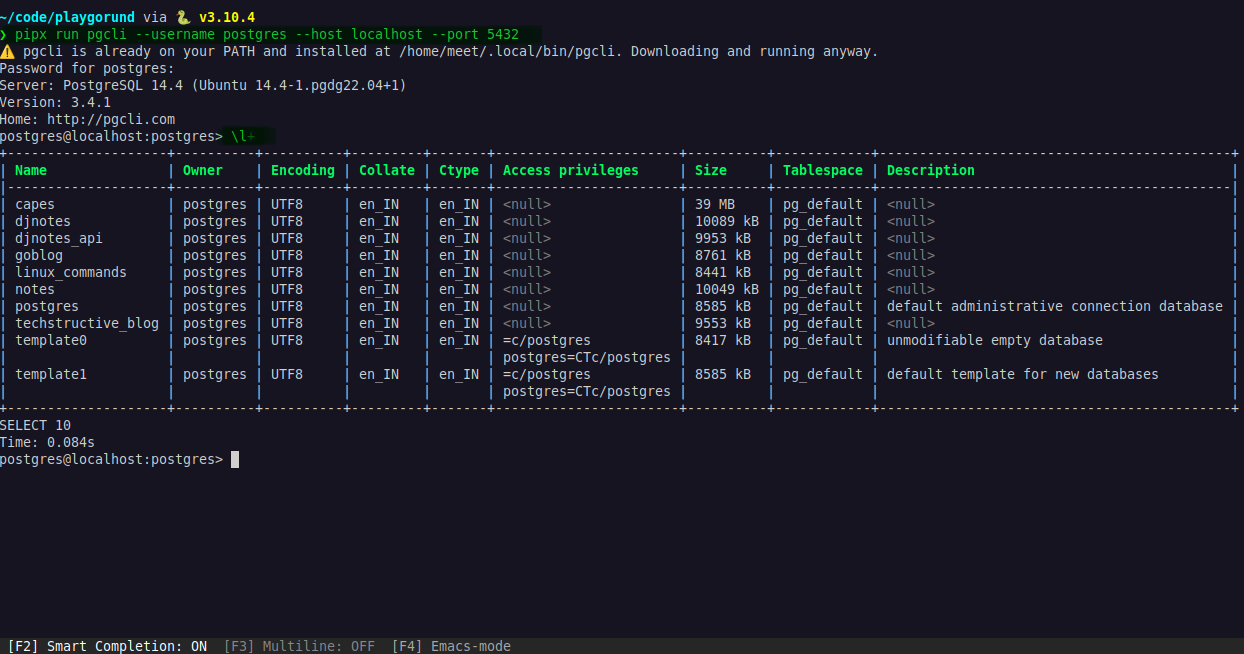 ~/code/playgorund via 🐍 v3.10.4
❯ pipx run pgcli --username postgres --host localhost --port 5432
⚠️ pgcli is already on your PATH and installed at /home/meet/.local/bin/pgcli. Downloading and running anyway.
Password for postgres:
Server: PostgreSQL 14.4 (Ubuntu 14.4-1.pgdg22.04+1)
Version: 3.4.1
Home: http://pgcli.com
postgres@localhost:postgres> \l+
+--------------------+----------+----------+---------+-------+-----------------------+----------+------------+--------------------------------------------+
| Name               | Owner    | Encoding | Collate | Ctype | Access privileges     | Size     | Tablespace | Description                                |
|--------------------+----------+----------+---------+-------+-----------------------+----------+------------+--------------------------------------------|
| capes              | postgres | UTF8     | en_IN   | en_IN | <null>                | 39 MB    | pg_default | <null>                                     |
| djnotes            | postgres | UTF8     | en_IN   | en_IN | <null>                | 10089 kB | pg_default | <null>                                     |
| djnotes_api        | postgres | UTF8     | en_IN   | en_IN | <null>                | 9953 kB  | pg_default | <null>                                     |
| goblog             | postgres | UTF8     | en_IN   | en_IN | <null>                | 8761 kB  | pg_default | <null>                                     |
| linux_commands     | postgres | UTF8     | en_IN   | en_IN | <null>                | 8441 kB  | pg_default | <null>                                     |
| notes              | postgres | UTF8     | en_IN   | en_IN | <null>                | 10049 kB | pg_default | <null>                                     |
| postgres           | postgres | UTF8     | en_IN   | en_IN | <null>                | 8585 kB  | pg_default | default administrative connection database |
| techstructive_blog | postgres | UTF8     | en_IN   | en_IN | <null>                | 9553 kB  | pg_default | <null>                                     |
| template0          | postgres | UTF8     | en_IN   | en_IN | =c/postgres           | 8417 kB  | pg_default | unmodifiable empty database                |
|                    |          |          |         |       | postgres=CTc/postgres |          |            |                                            |
| template1          | postgres | UTF8     | en_IN   | en_IN | =c/postgres           | 8585 kB  | pg_default | default template for new databases         |
|                    |          |          |         |       | postgres=CTc/postgres |          |            |                                            |
+--------------------+----------+----------+---------+-------+-----------------------+----------+------------+--------------------------------------------+
SELECT 10
Time: 0.084s
postgres@localhost:postgres>
[F2] Smart Completion: ON  [F3] Multiline: OFF  [F4] Emacs-mode